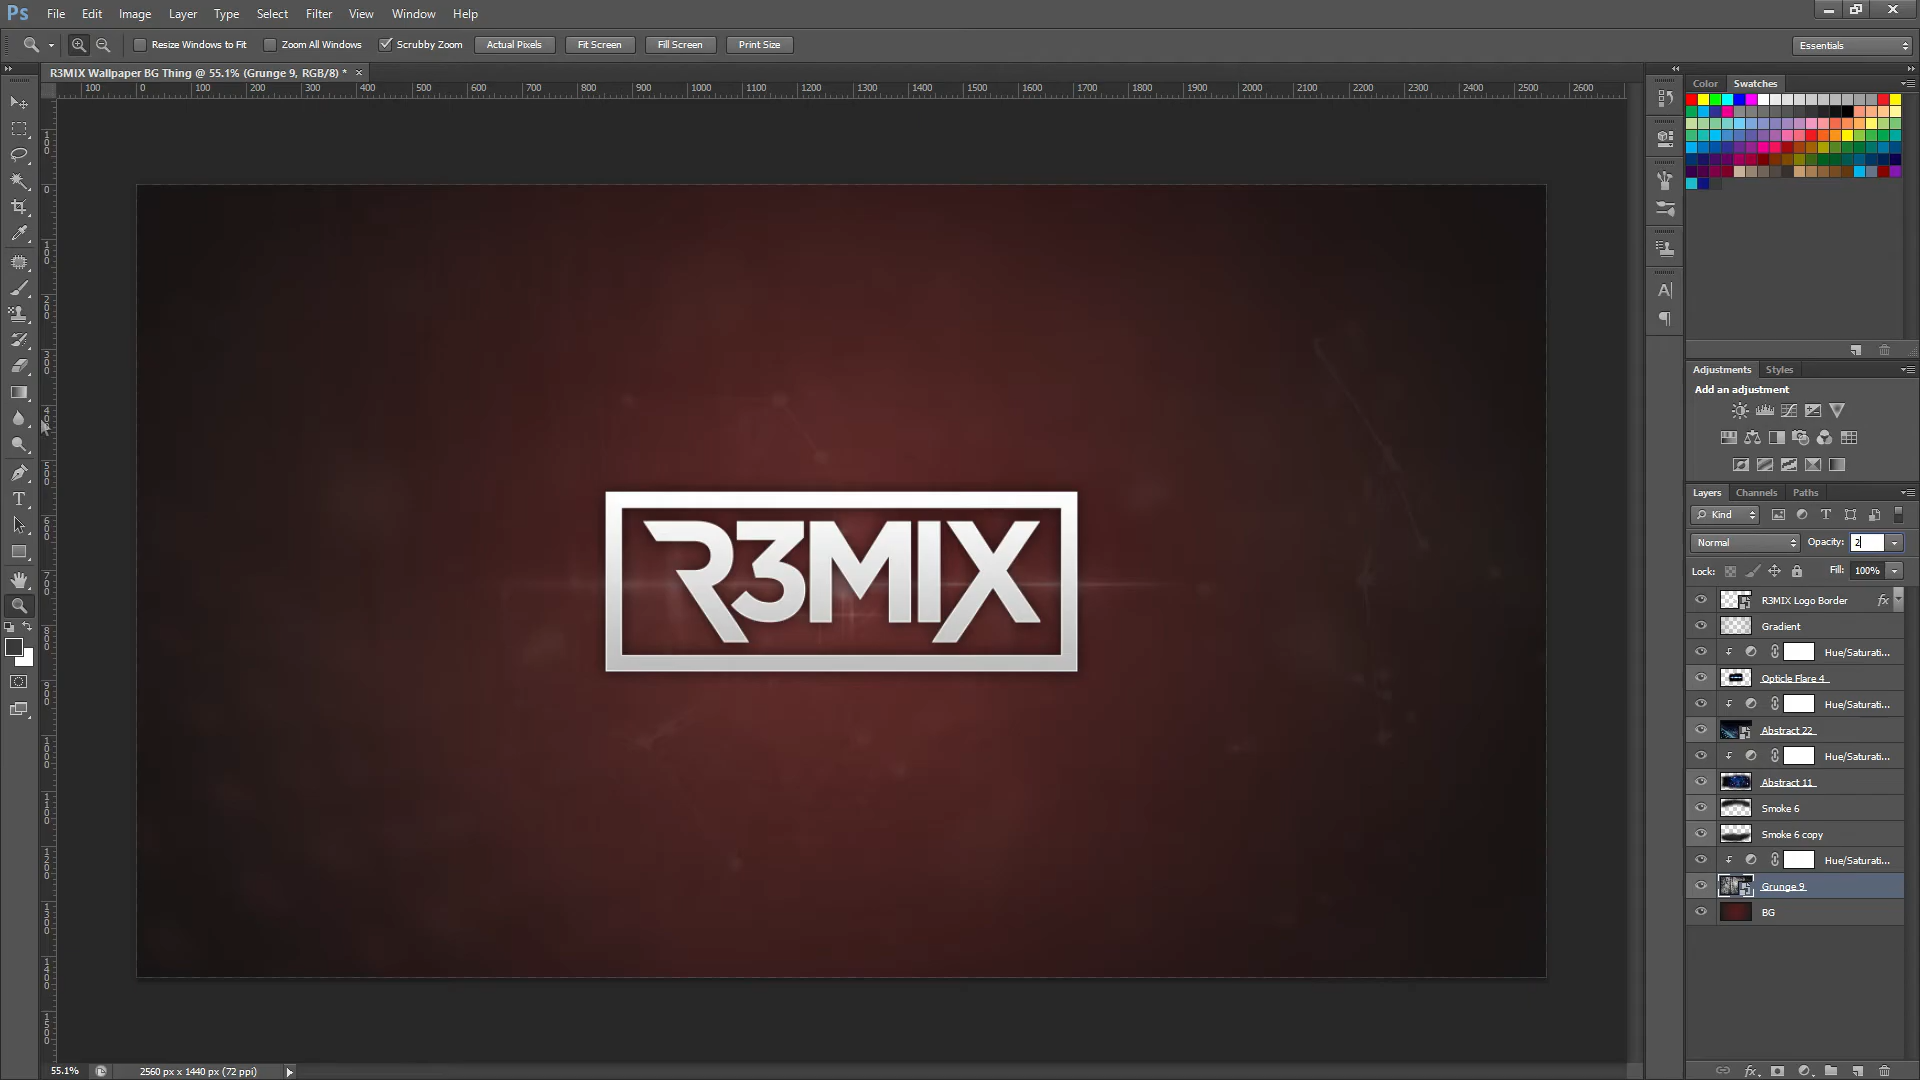 Ps File Edit Image Layer Type Select Filter View Window Help
Resize Windows to Fit Zoom All Windows Scrubby Zoom Actual Pixels Fit Screen Fill Screen Print Size Essentials
R3MIX Wallpaper BG Thing @ 55.1% (Grunge 9, RGB/8) * ×
100 0 100 200 300 400 500 600 700 800 900 1000 1100 1200 1300 1400 1500 1600 1700 1800 1900 2000 2100 2200 2300 2400 2500 2600
Color Swatches
Adjustments Styles
Add an adjustment
R3MIX
Layers Channels Paths
Kind
Normal Opacity: 2
Lock: Fill: 100%
R3MIX Logo Border fx
Gradient
Hue/Saturati...
Opticle Flare 4
Hue/Saturati...
Abstract 22
Hue/Saturati...
Abstract 11
Smoke 6
Smoke 6 copy
Hue/Saturati...
Grunge 9
BG
55.1% 2560 px x 1440 px (72 ppi)